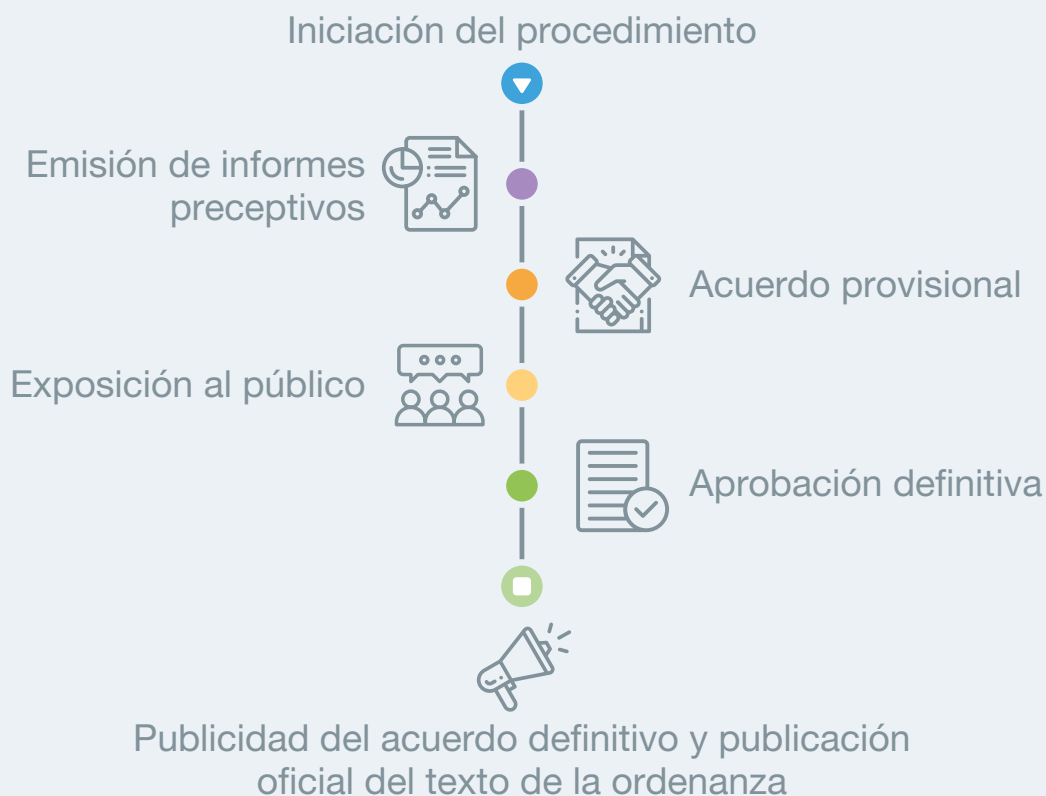 Iniciación del procedimiento
Emisión de informes
preceptivos
Acuerdo provisional
Exposición al público
Aprobación definitiva
Publicidad del acuerdo definitivo y publicación
oficial del texto de la ordenanza